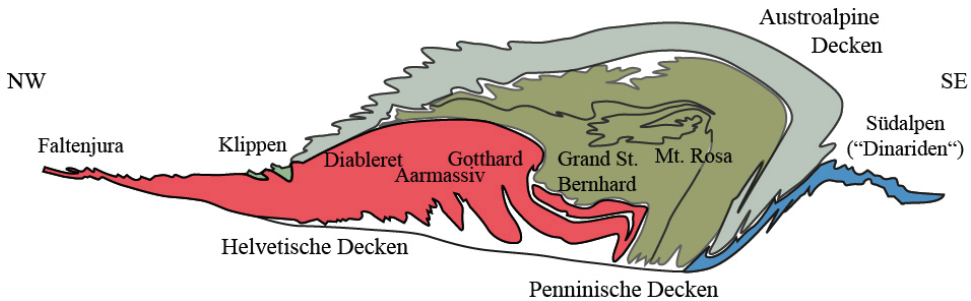 Austroalpine
Decken
NW
SE
Faltenjura
Klippen
Südalpen
(“Dinariden“)
Diableret
Gotthard
Aarmassiv
Grand St.
Bernhard
Mt. Rosa
Helvetische Decken
Penninische Decken